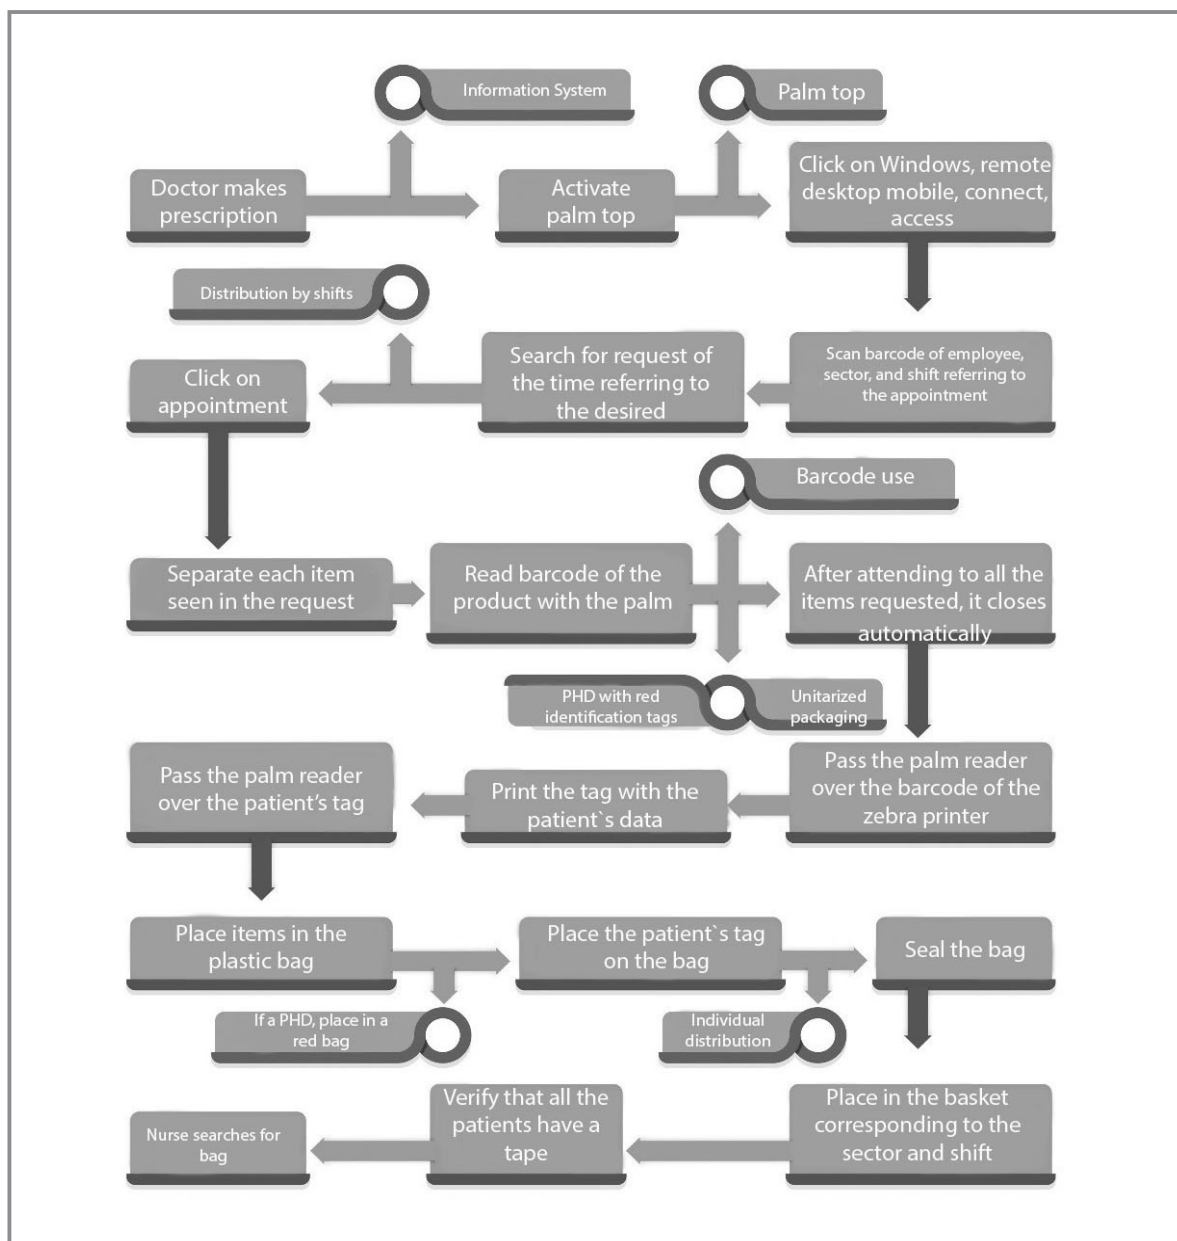 Information System
Palm top
Doctor makes
prescription
Activate
palm top
Click on Windows, remote
desktop mobile, connect,
access
Distribution by shifts
Click on
appointment
Search for request of
the time referring to
the desired
Scan barcode of employee,
sector, and shift referring to
the appointment
Barcode use
Separate each item
seen in the request
Read barcode of the
product with the palm
After attending to all the
items requested, it closes
automatically
PHD with red
identification tags
Unitarized
packaging
Pass the palm reader
over the patient's tag
Print the tag with the
patient`s data
Pass the palm reader
over the barcode of the
zebra printer
Place items in the
plastic bag
Place the patient`s tag
on the bag
Seal the bag
If a PHD, place in a
red bag
Individual
distribution
Nurse searches for
bag
Verify that all the
patients have a
tape
Place in the basket
corresponding to the
sector and shift